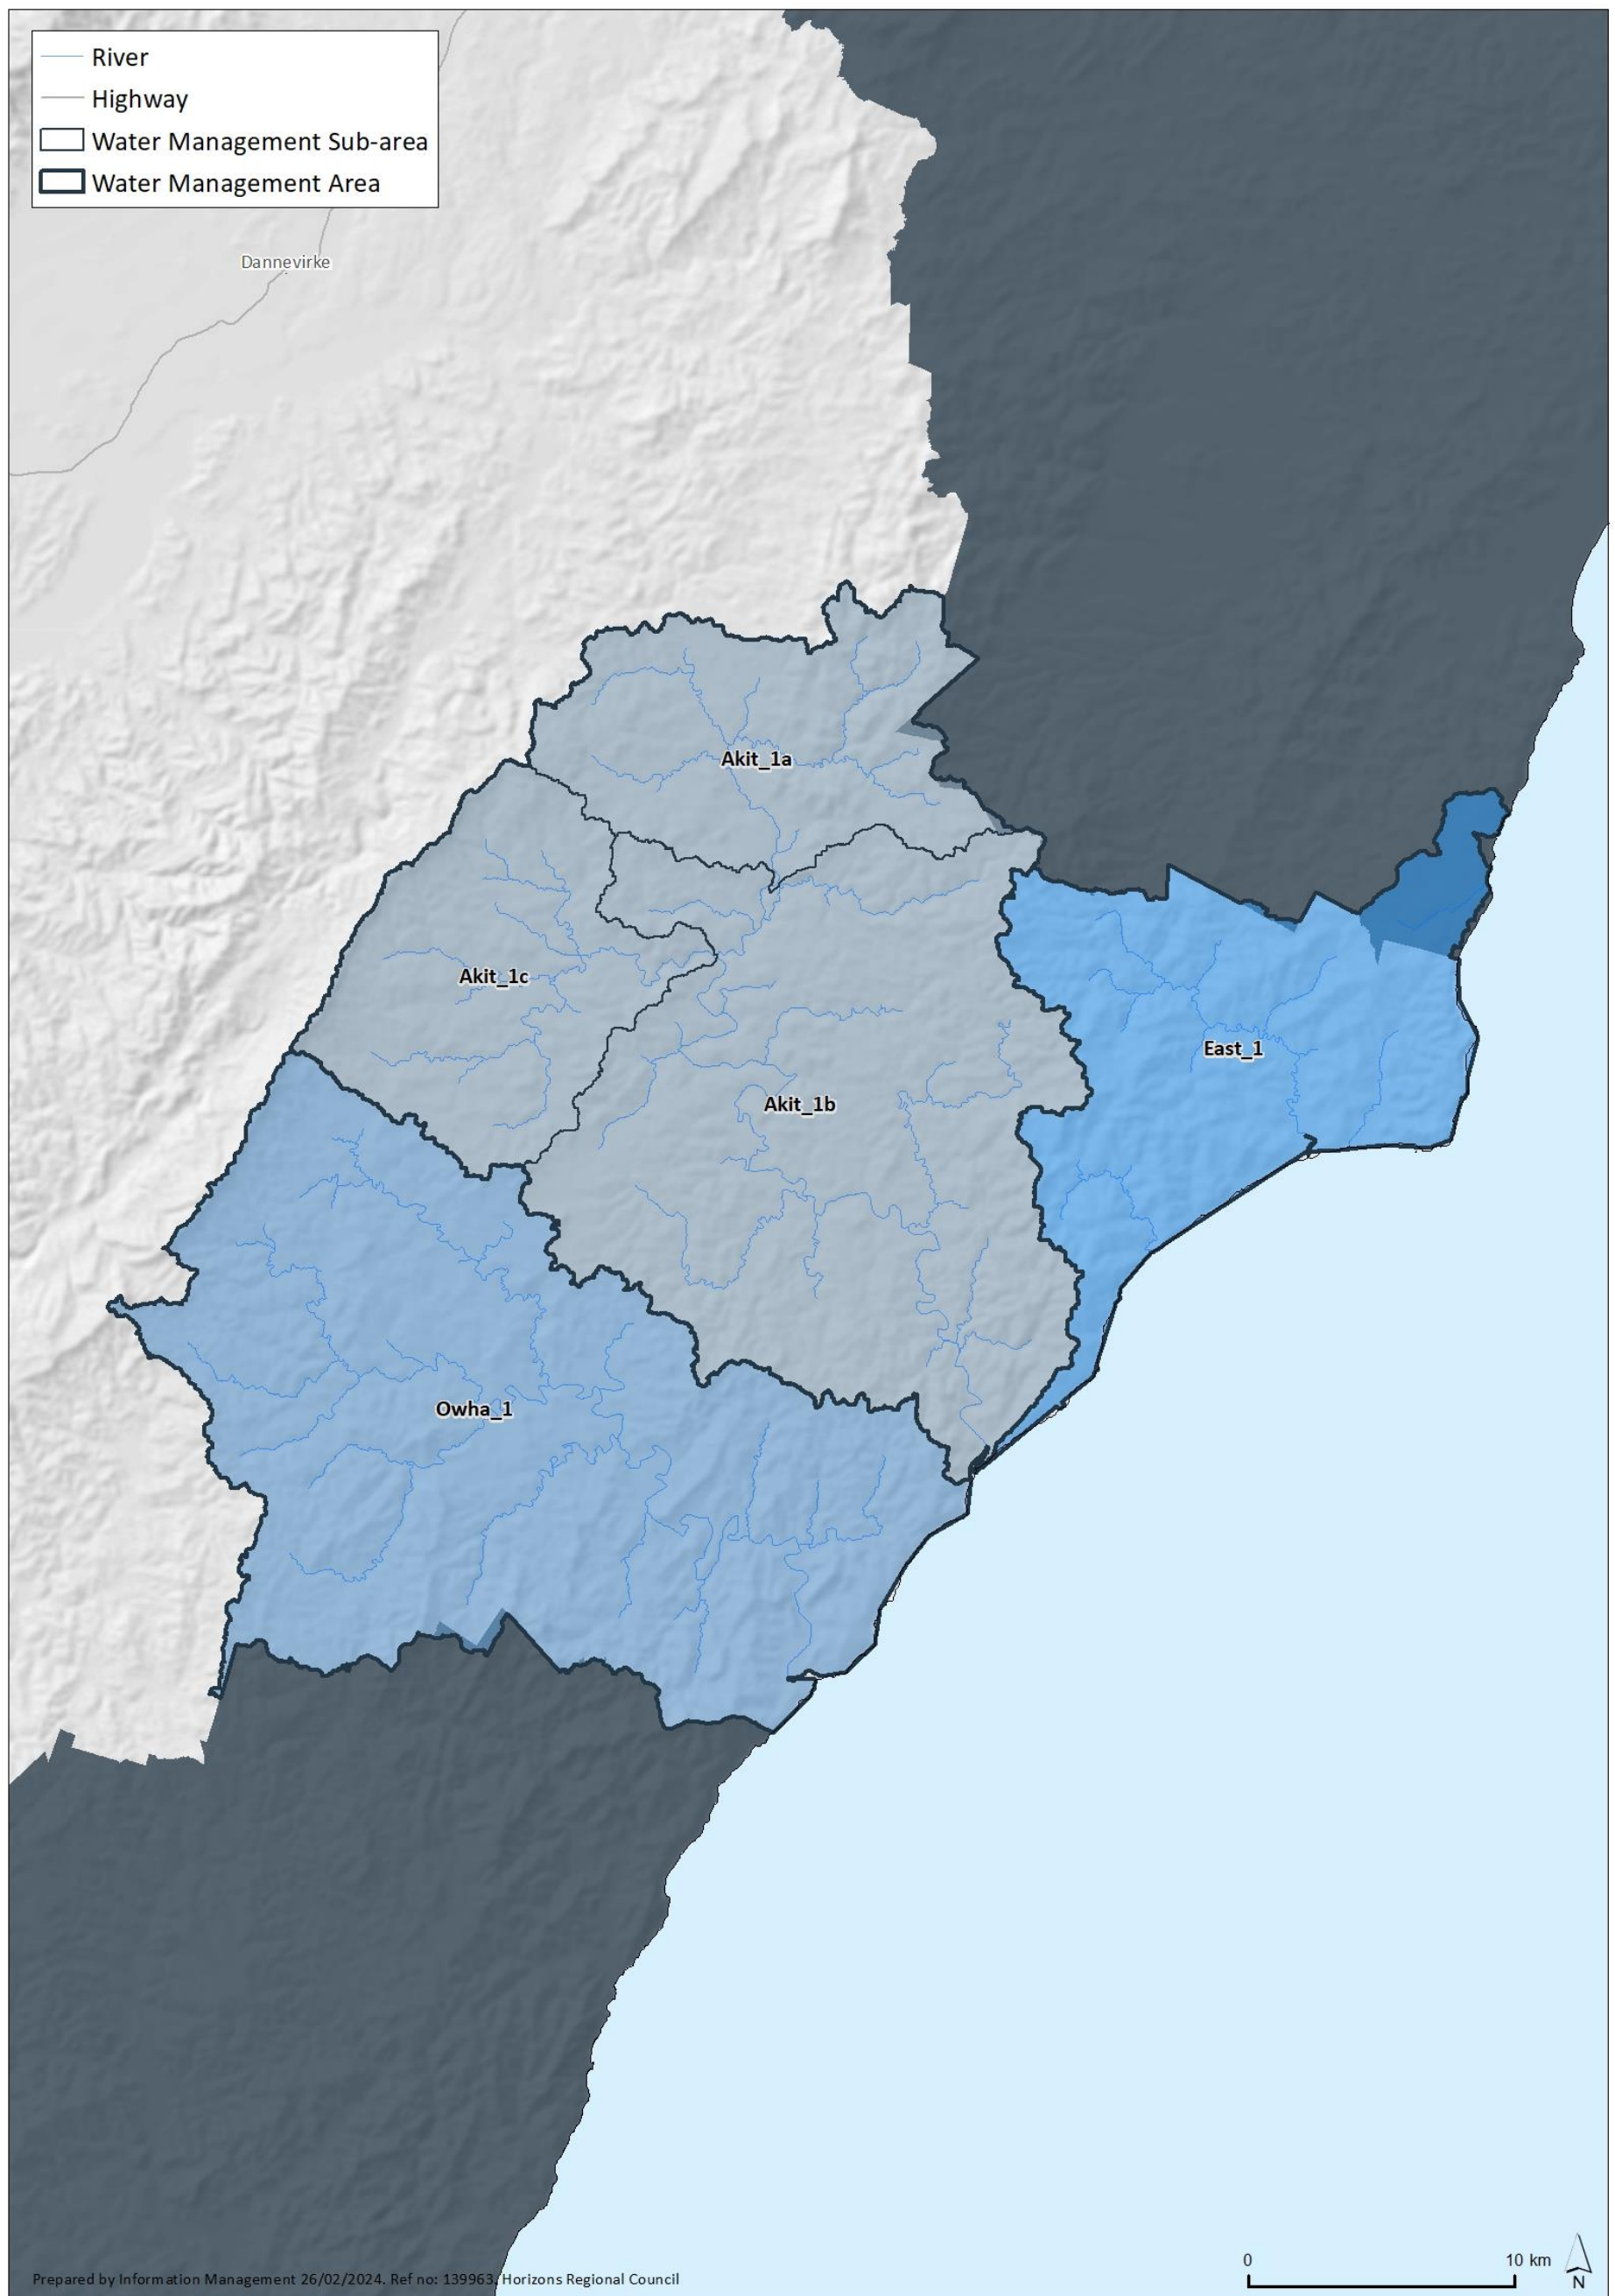 River
Highway
Water Management Sub-area
Water Management Area
Dannevirke
Akit_1a
Akit_1c
East_1
Akit_1b
Owha_1
0 10 km
N
Prepared by Information Management 26/02/2024. Ref no: 139963, Horizons Regional Council